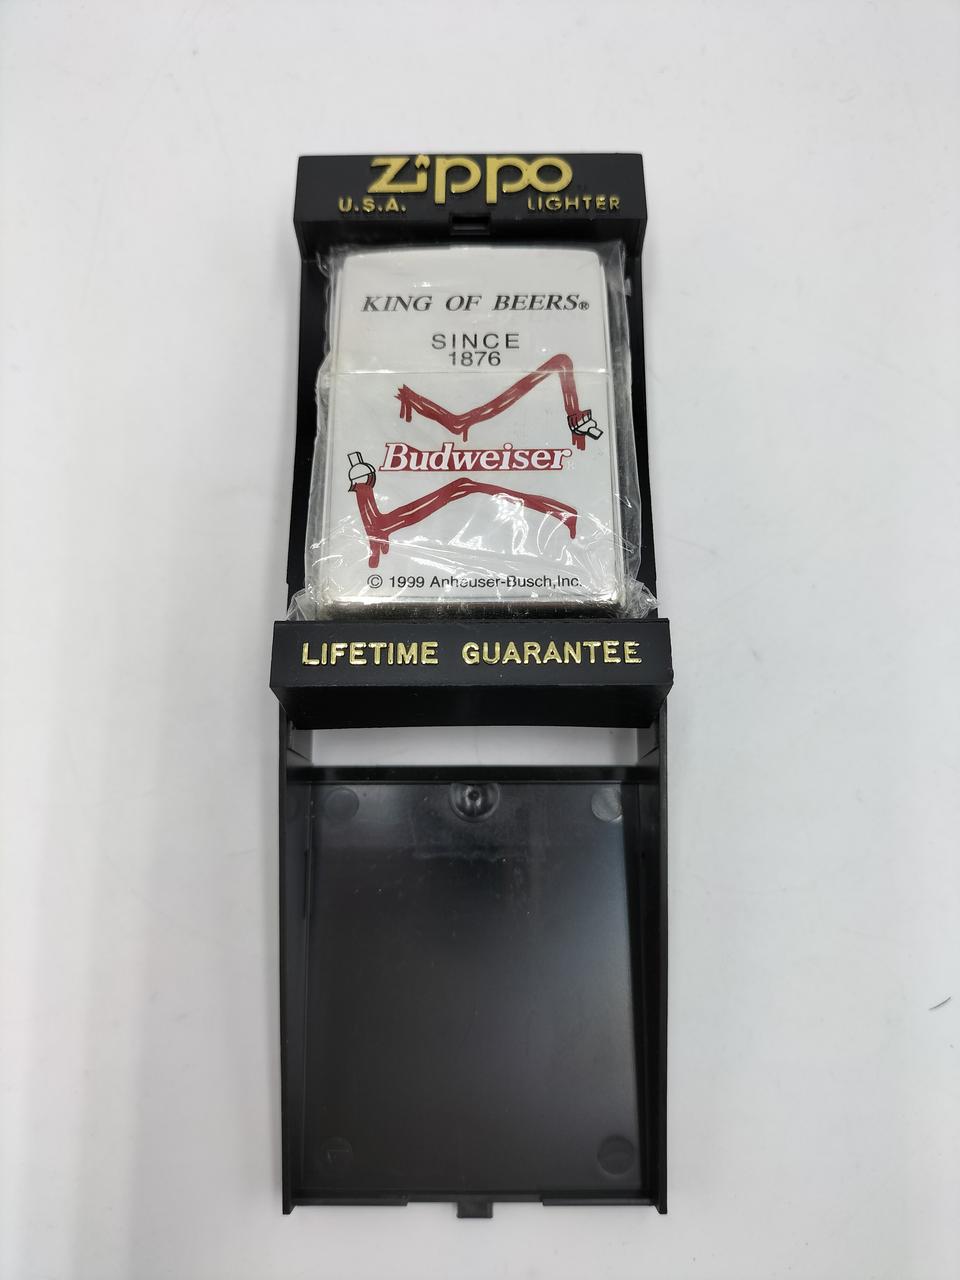 zippo
U.S.A. LIGHTER
KING OF BEERS®
SINCE
1876
Budweiser®
© 1999 Anheuser-Busch,Inc.
LIFETIME GUARANTEE